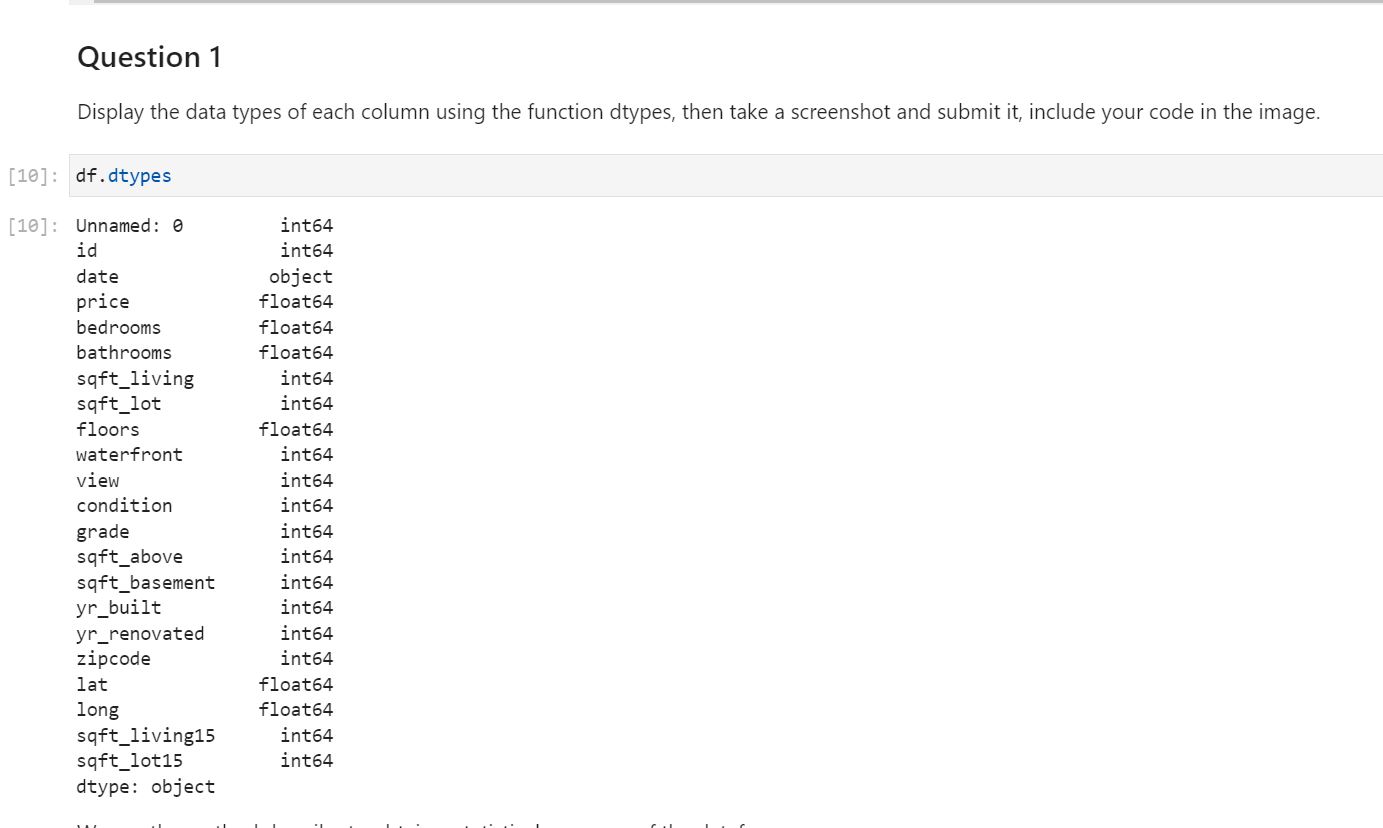 Question 1
Display the data types of each column using the function dtypes, then take a screenshot and submit it, include your code in the image.
[10]: df.dtypes
[10]: Unnamed: 0 int64
id int64
date object
price float64
bedrooms float64
bathrooms float64
sqft_living int64
sqft_lot int64
floors float64
waterfront int64
view int64
condition int64
grade int64
sqft_above int64
sqft_basement int64
yr_built int64
yr_renovated int64
zipcode int64
lat float64
long float64
sqft_living15 int64
sqft_lot15 int64
dtype: object